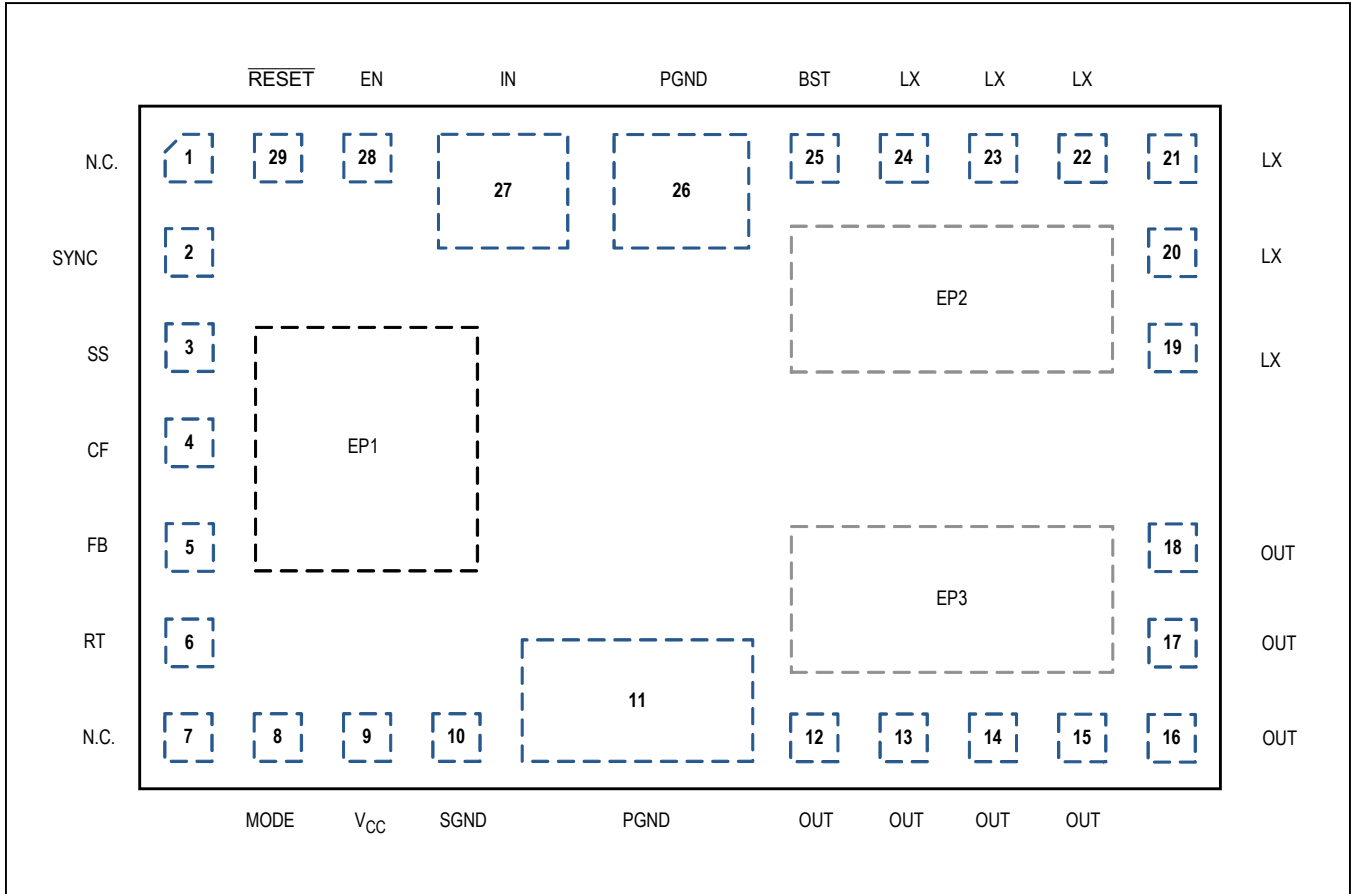 RESET EN IN PGND BST LX LX LX
N.C. 1 29 28 27 26 25 24 23 22 21 LX
SYNC 2 20 LX
EP2
SS 3 19 LX
CF 4 EP1
FB 5 18 OUT
EP3
RT 6 17 OUT
11
N.C. 7 8 9 10 12 13 14 15 16 OUT
MODE VCC SGND PGND OUT OUT OUT OUT